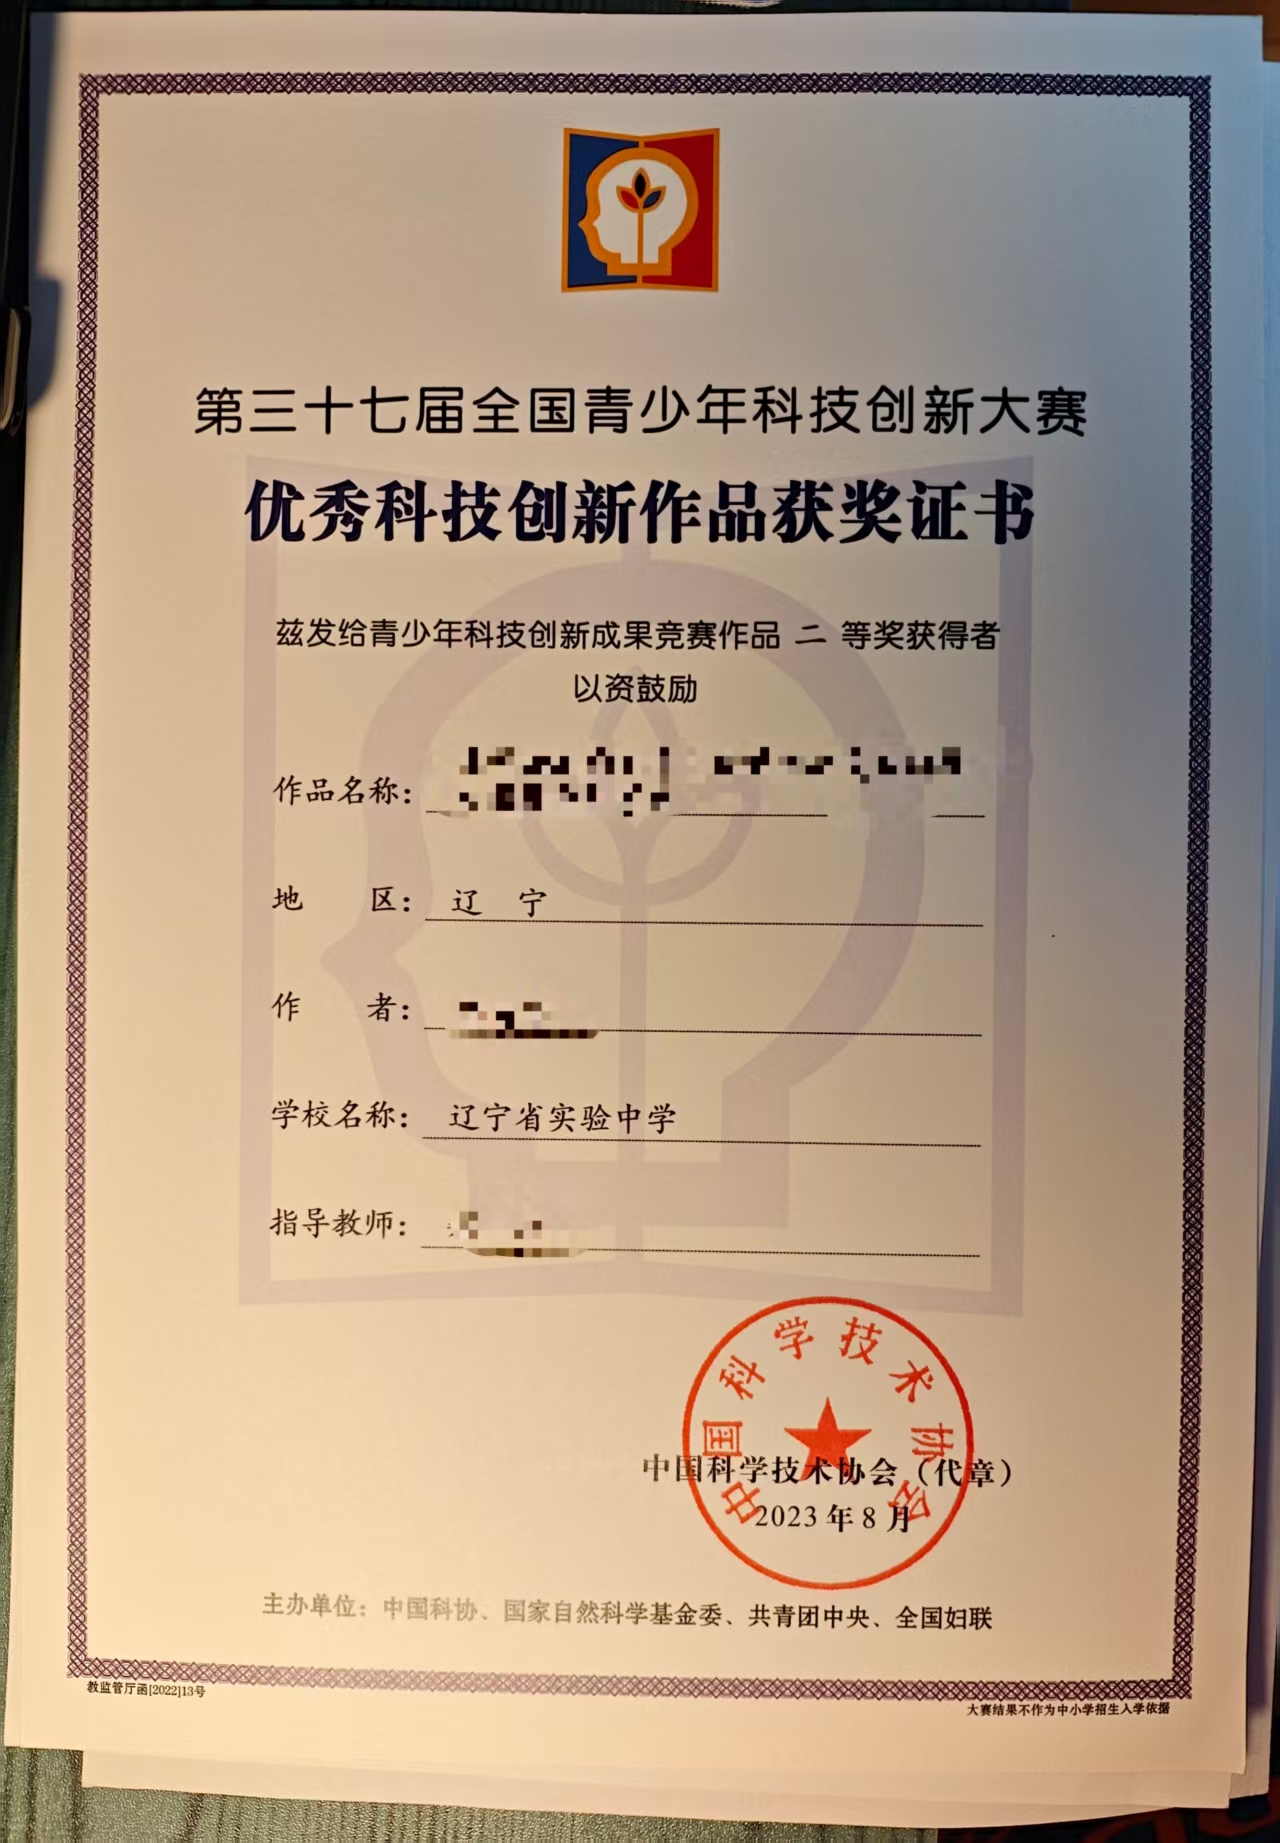 第三十七届全国青少年科技创新大赛
优秀科技创新作品获奖证书
兹发给青少年科技创新成果竞赛作品 二 等奖获得者
以资鼓励
作品名称：
地 区： 辽 宁
作 者：
学校名称： 辽宁省实验中学
指导教师：
中国科学技术协会
中国科学技术协会（代章）
2023年8月
主办单位：中国科协、国家自然科学基金委、共青团中央、全国妇联
教监管厅函[2022]13号
大赛结果不作为中小学招生入学依据